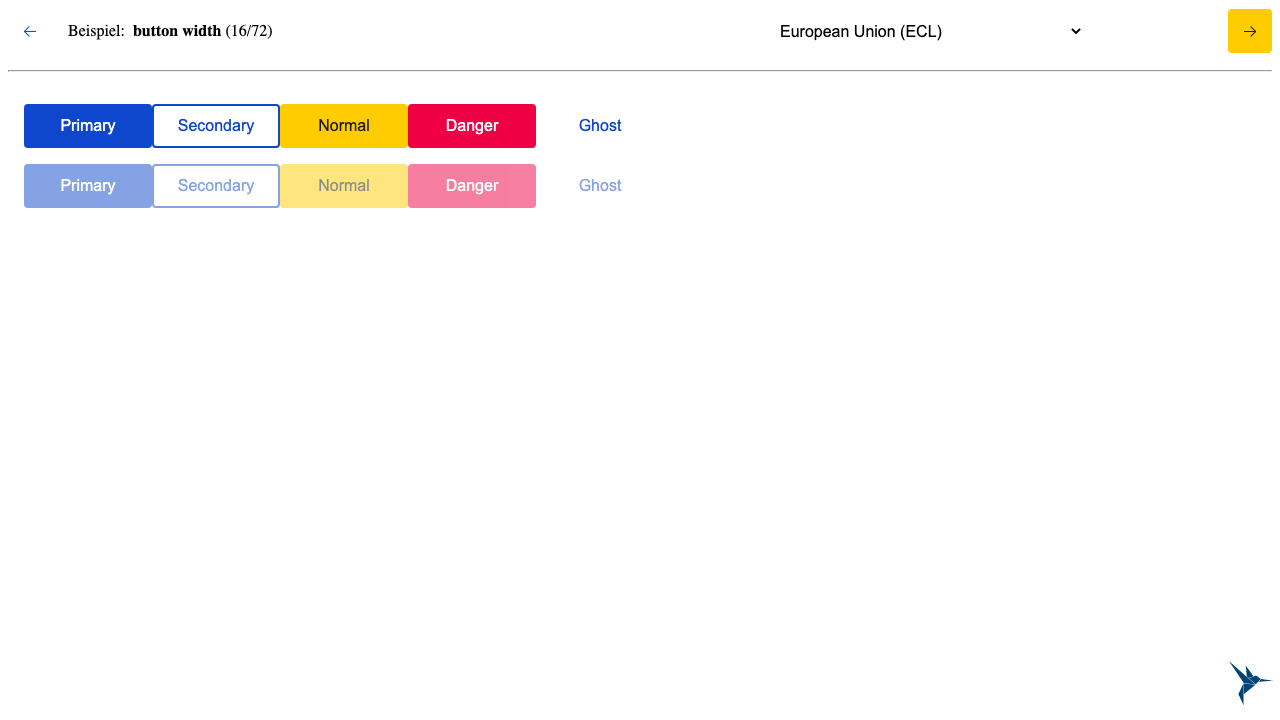 Beispiel: button width (16/72) European Union (ECL)
Primary Secondary Normal Danger Ghost
Primary Secondary Normal Danger Ghost